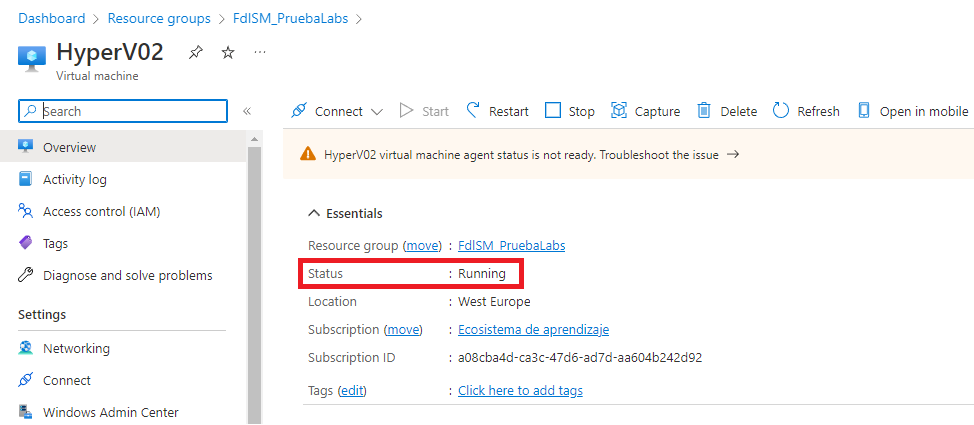 Dashboard > Resource groups > FdISM_PruebaLabs >
HyperV02 ...
Virtual machine
Search «
Connect Start Restart Stop Capture Delete Refresh Open in mobile
HyperV02 virtual machine agent status is not ready. Troubleshoot the issue →
Overview
Activity log
Access control (IAM)
Tags
Diagnose and solve problems
Settings
Networking
Connect
Windows Admin Center
Essentials
Resource group (move) : FdISM_PruebaLabs
Status : Running
Location : West Europe
Subscription (move) : Ecosistema de aprendizaje
Subscription ID : a08cba4d-ca3c-47d6-ad7d-aa604b242d92
Tags (edit) : Click here to add tags